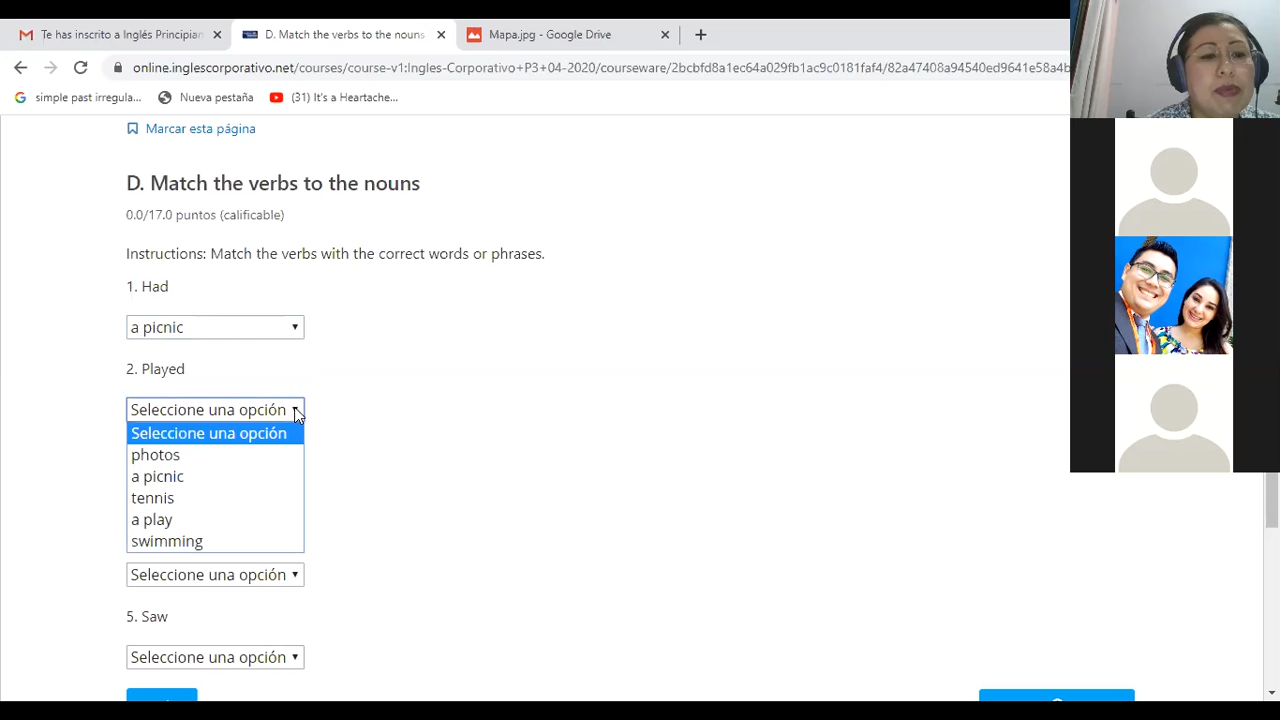 Te has inscrito a Inglés Principian
D. Match the verbs to the nouns
Mapa.jpg - Google Drive
online.inglescorporativo.net/courses/course-v1:Ingles-Corporativo+P3+04-2020/courseware/2bcbfd8a1ec64a029fb1ac9c0181faf4/82a47408a94540ed9641e58a4b
simple past irregula...
Nueva pestaña
(31) It's a Heartache...
Marcar esta página
D. Match the verbs to the nouns
0.0/17.0 puntos (calificable)
Instructions: Match the verbs with the correct words or phrases.
1. Had
a picnic
2. Played
Seleccione una opción
Seleccione una opción
photos
a picnic
tennis
a play
swimming
Seleccione una opción
5. Saw
Seleccione una opción